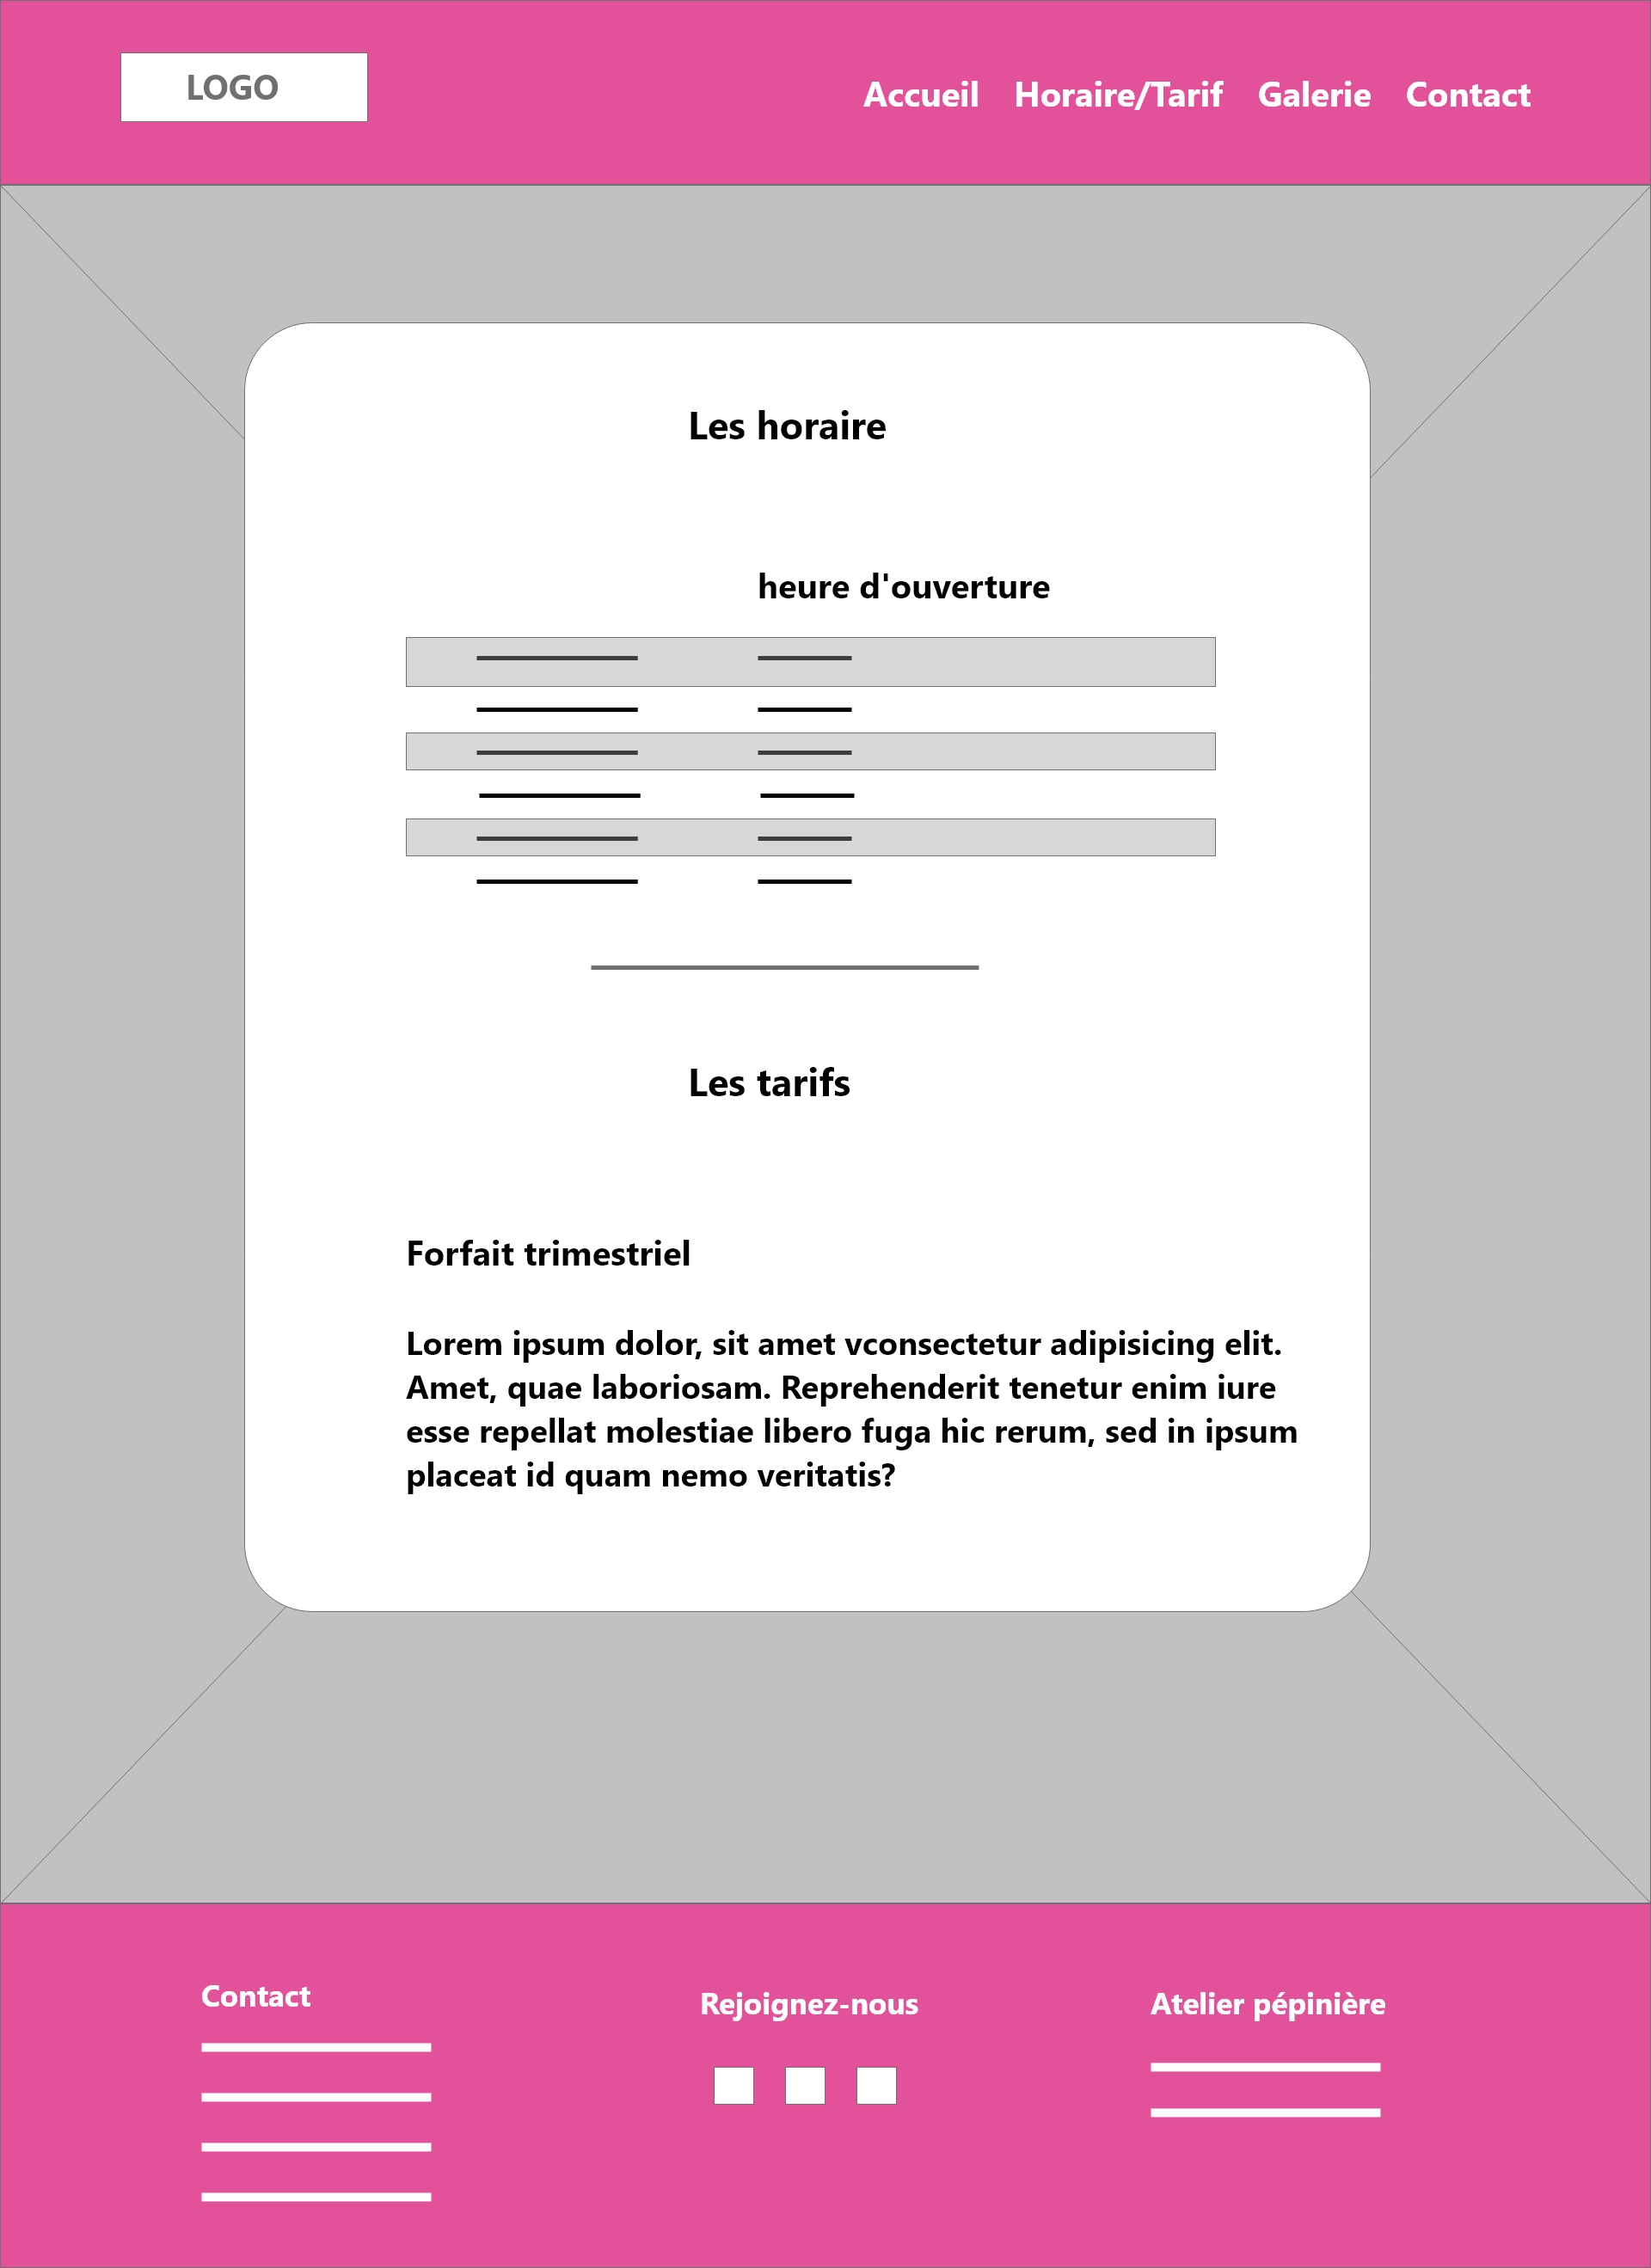 LOGO
Accueil Horaire/Tarif Galerie Contact
Les horaire
heure d'ouverture
Les tarifs
Forfait trimestriel
Lorem ipsum dolor, sit amet vconsectetur adipisicing elit.
Amet, quae laboriosam. Reprehenderit tenetur enim iure
esse repellat molestiae libero fuga hic rerum, sed in ipsum
placeat id quam nemo veritatis?
Contact
Rejoignez-nous
Atelier pépinière